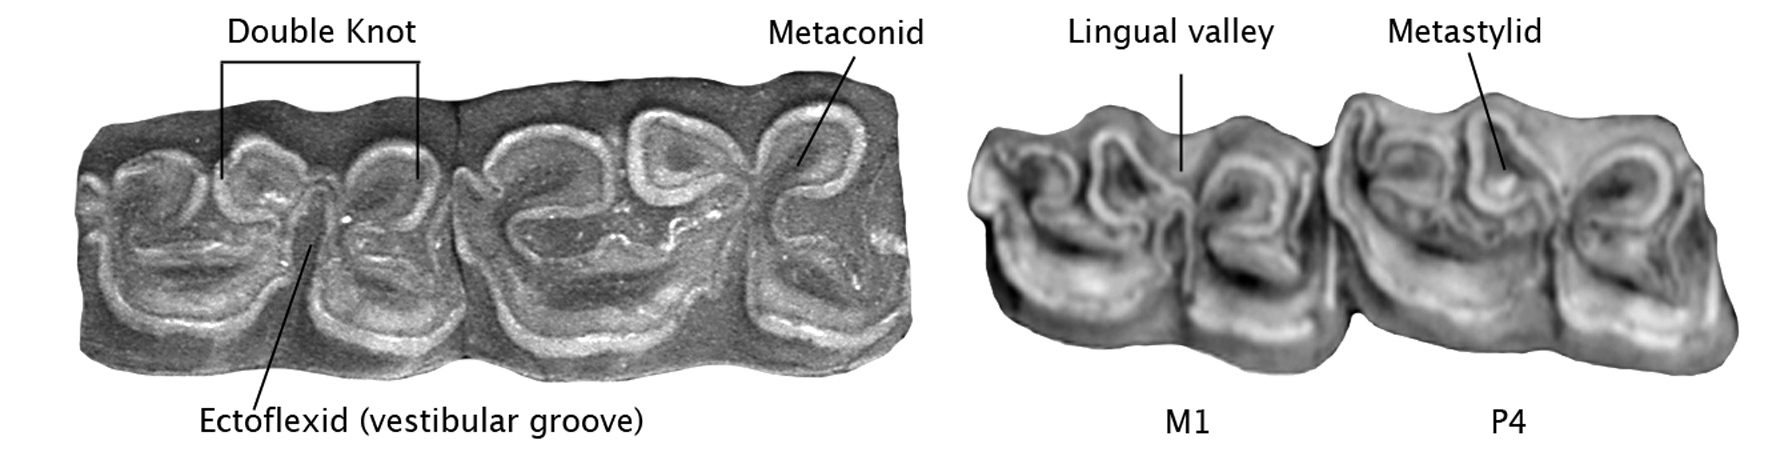 Double Knot
Metaconid
Lingual valley
Metastylid
Ectoflexid (vestibular groove)
M1
P4